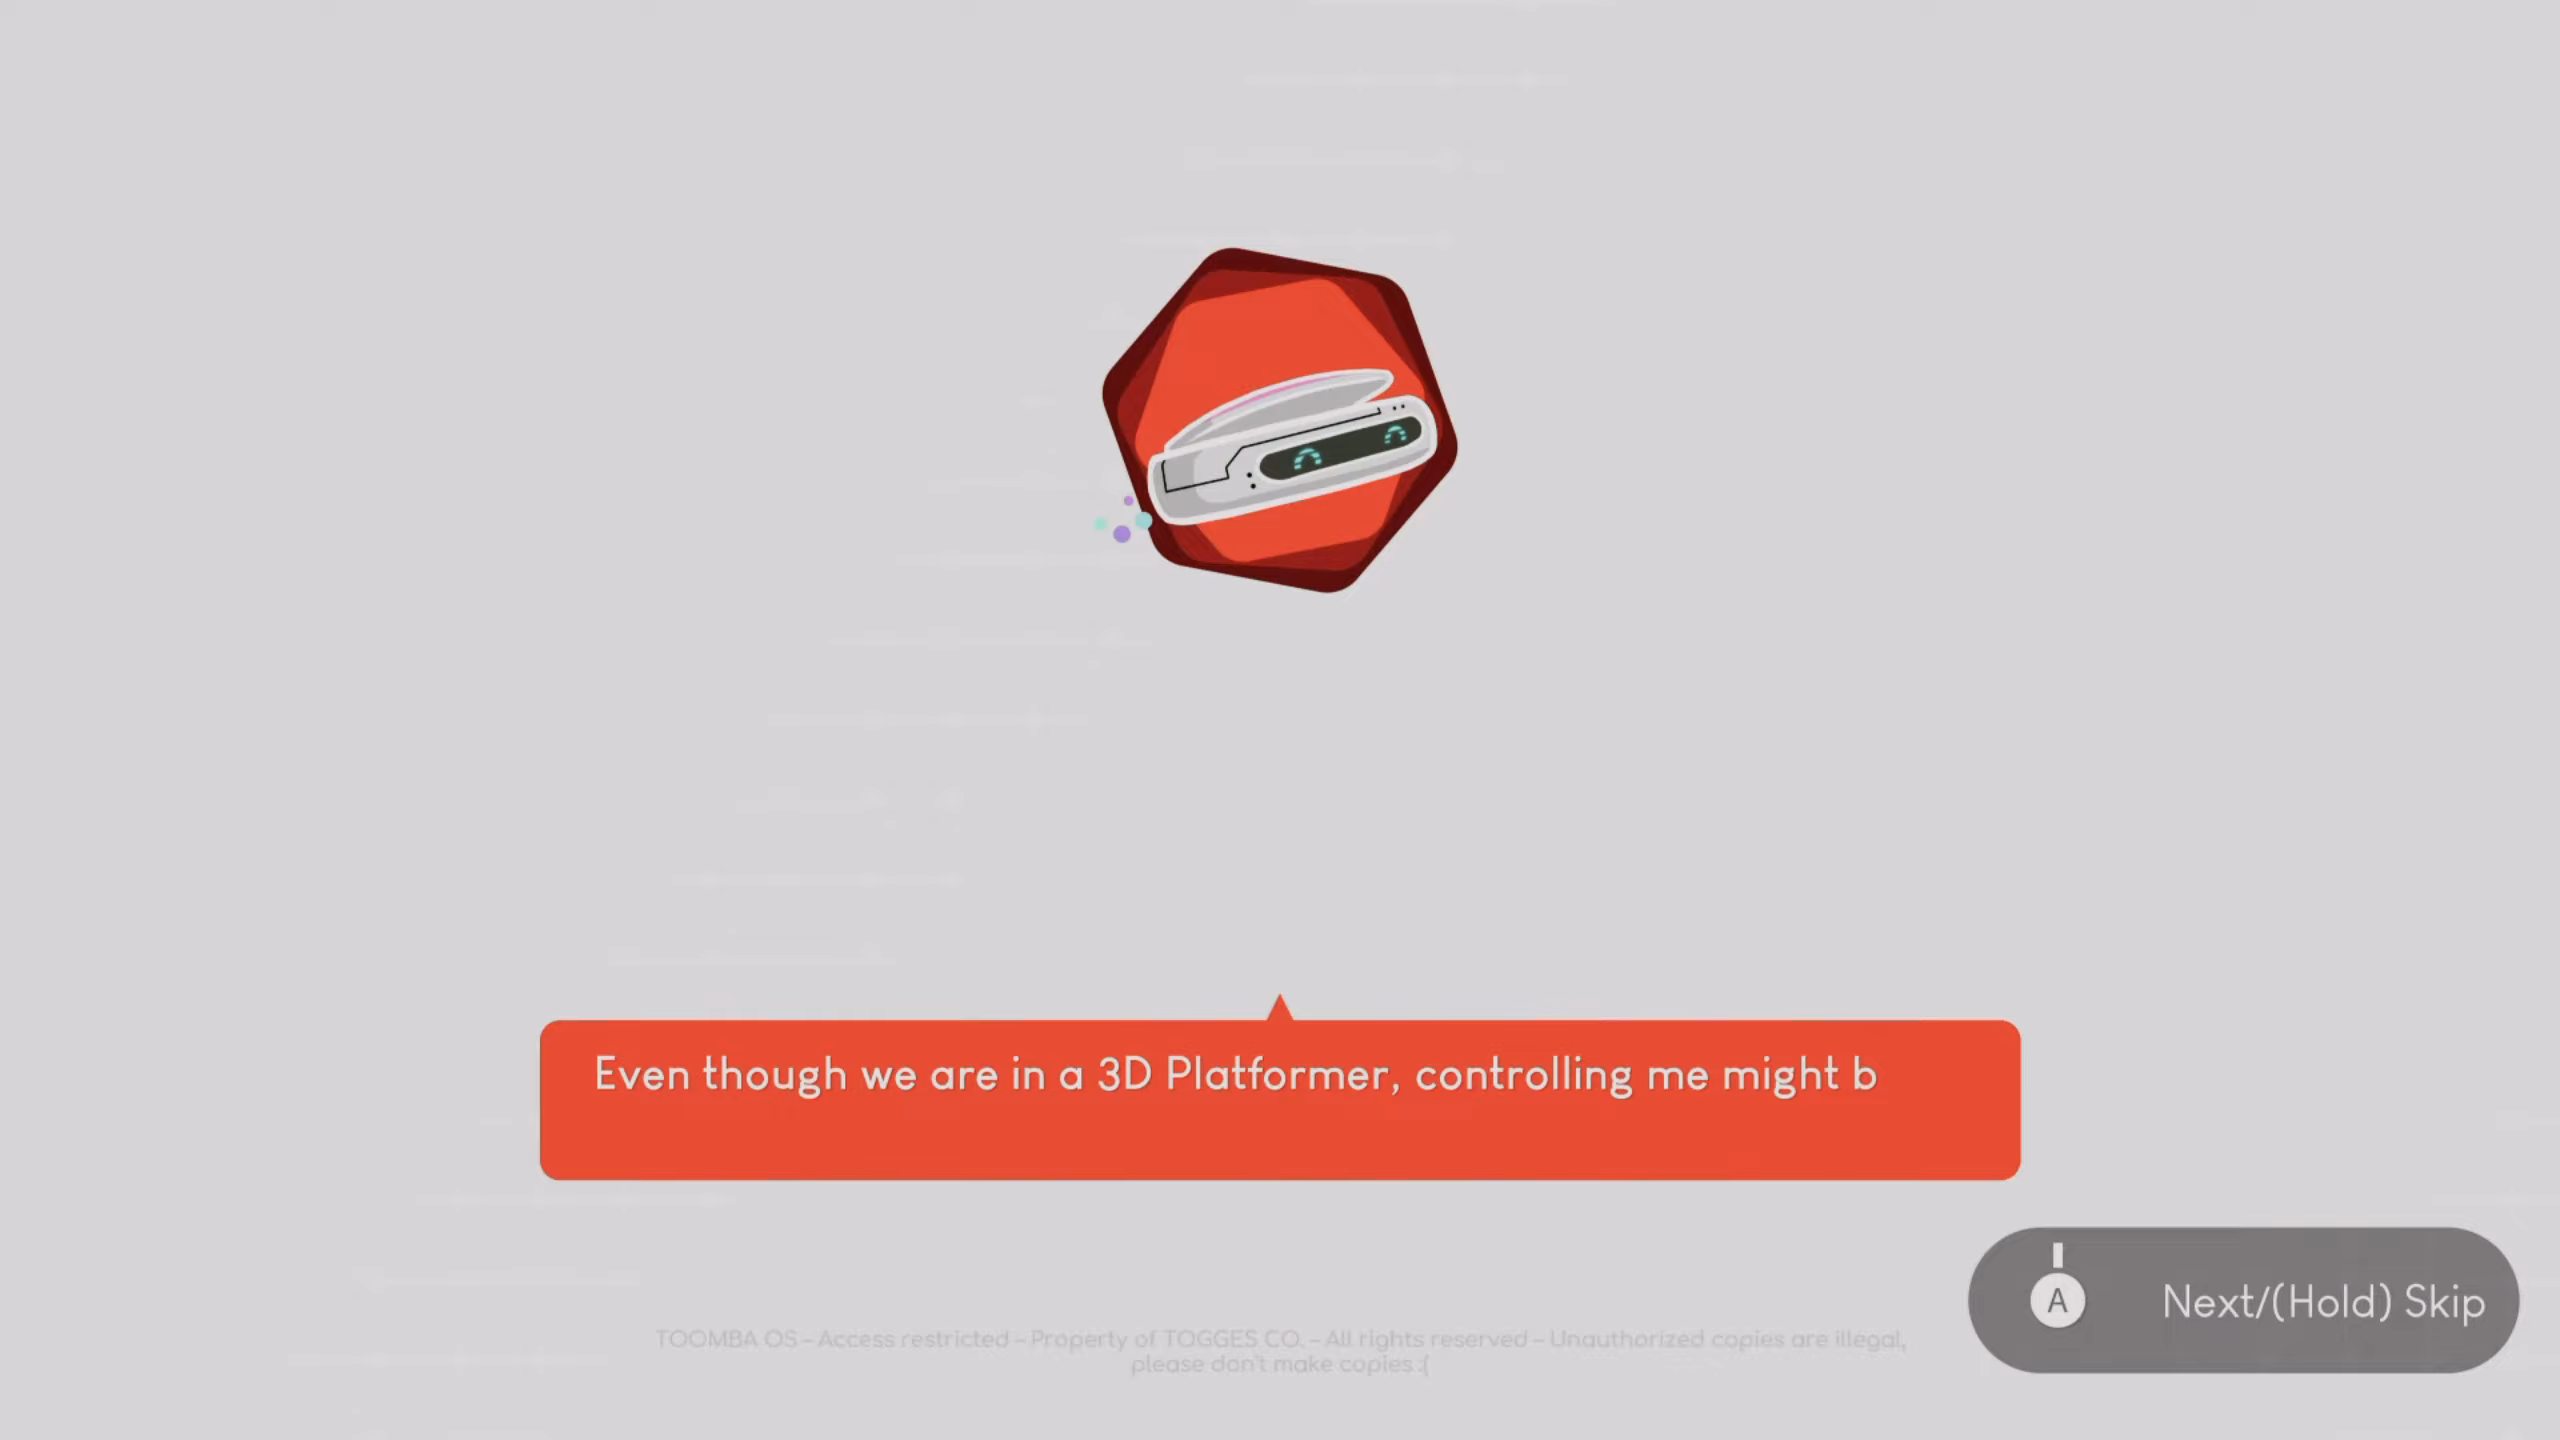 Even though we are in a 3D Platformer, controlling me might b
A
Next/(Hold) Skip
TOOMBA OS – Access restricted – Property of TOGGES CO. – All rights reserved – Unauthorized copies are illegal,
please don't make copies :(